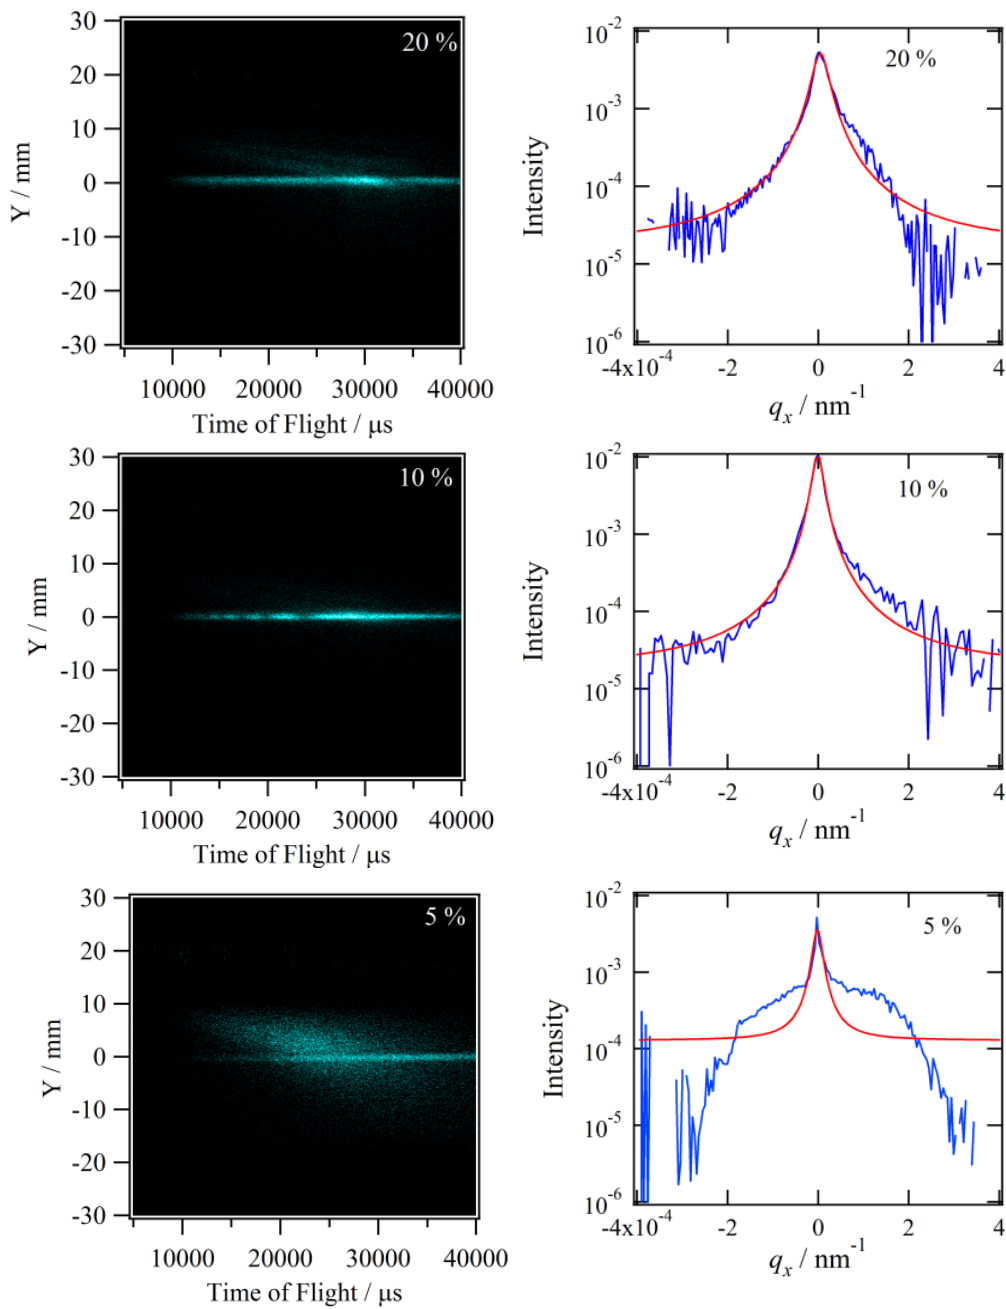 20 %
Y / mm
30
20
10
0
-10
-20
-30
10000 20000 30000 40000
Time of Flight / μs
20 %
Intensity
10-2
10-3
10-4
10-5
10-6
-4x10-4 -2 0 2 4
qx / nm-1
10 %
Y / mm
30
20
10
0
-10
-20
-30
10000 20000 30000 40000
Time of Flight / μs
10 %
Intensity
10-2
10-3
10-4
10-5
10-6
-4x10-4 -2 0 2 4
qx / nm-1
5 %
Y / mm
30
20
10
0
-10
-20
-30
10000 20000 30000 40000
Time of Flight / μs
5 %
Intensity
10-2
10-3
10-4
10-5
10-6
-4x10-4 -2 0 2 4
qx / nm-1